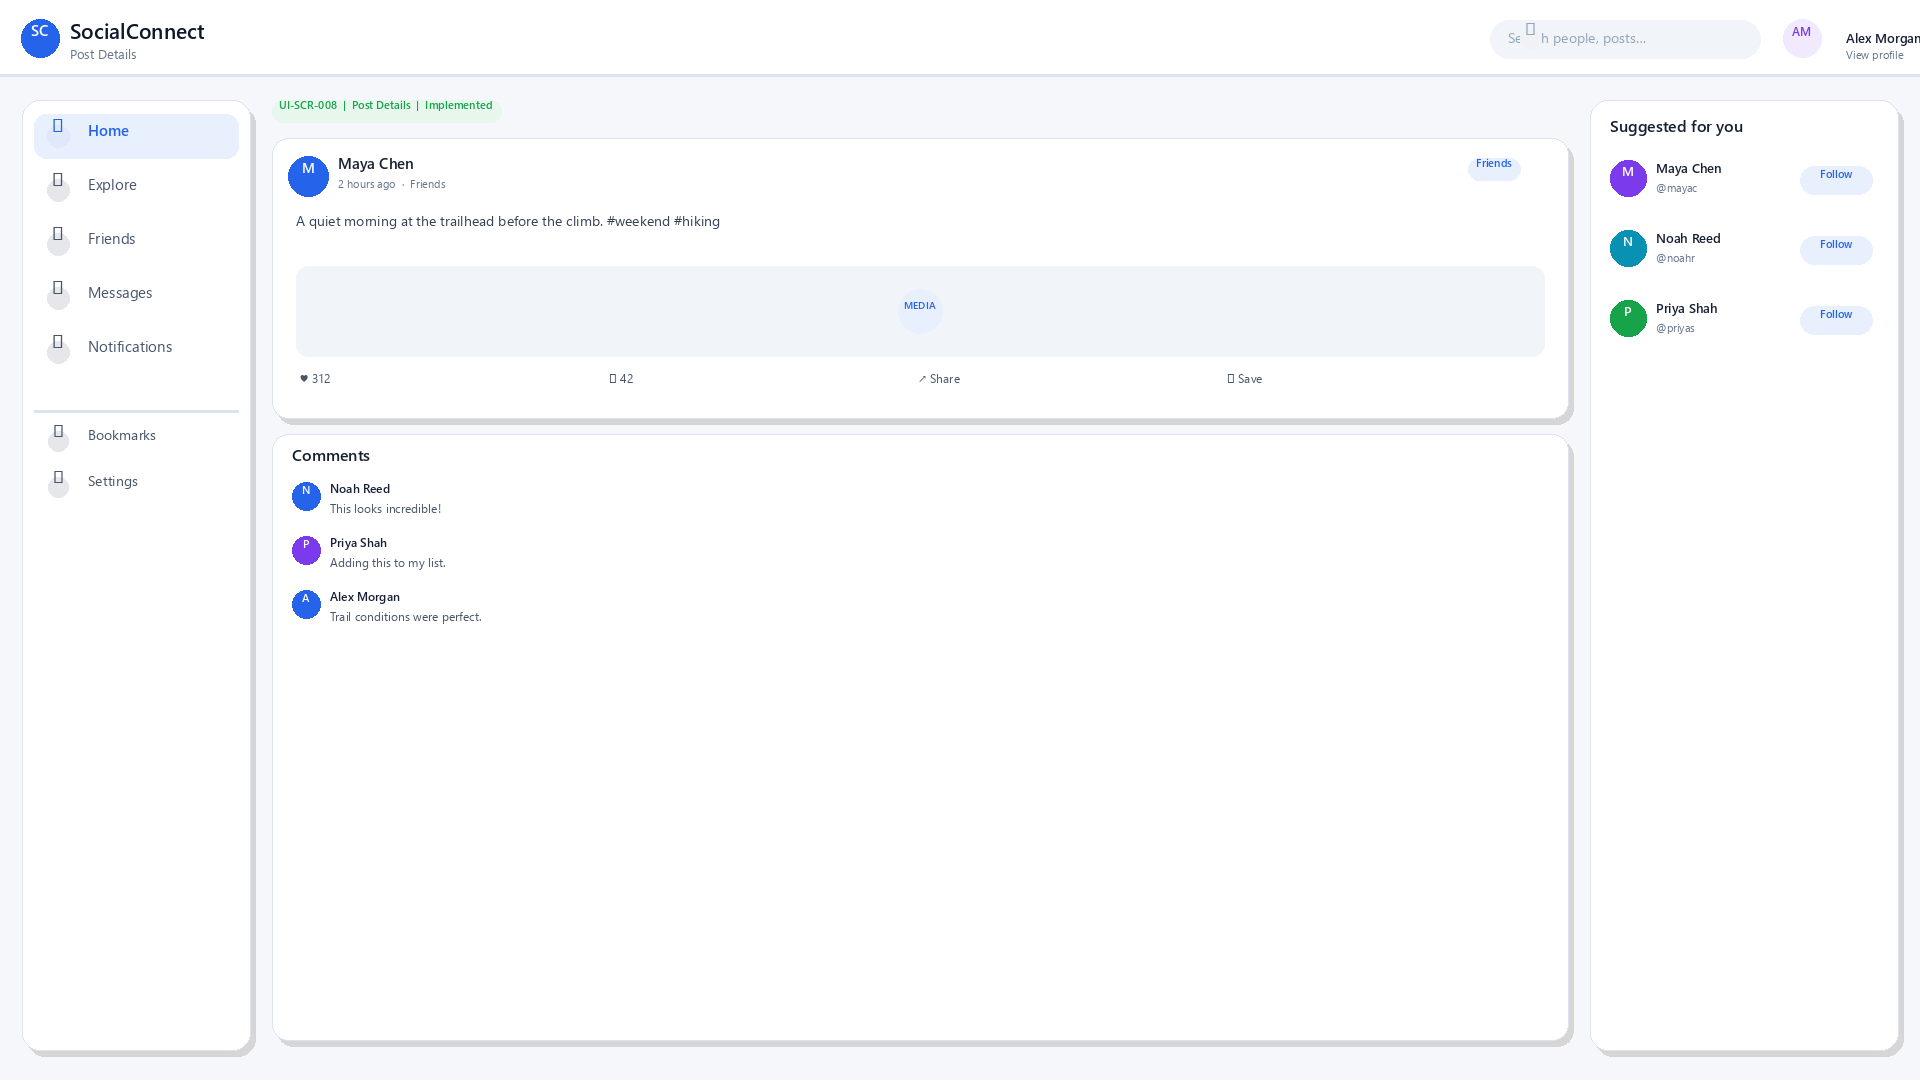 SC
SocialConnect
Post Details
Se h people, posts...
AM
Alex Morgan
View profile
Home
Explore
Friends
Messages
Notifications
Bookmarks
Settings
UI-SCR-008 | Post Details | Implemented
M
Maya Chen
2 hours ago · Friends
Friends
A quiet morning at the trailhead before the climb. #weekend #hiking
MEDIA
♥ 312
42
↗ Share
Save
Comments
N
Noah Reed
This looks incredible!
P
Priya Shah
Adding this to my list.
A
Alex Morgan
Trail conditions were perfect.
Suggested for you
M
Maya Chen
@mayac
Follow
N
Noah Reed
@noahr
Follow
P
Priya Shah
@priyas
Follow